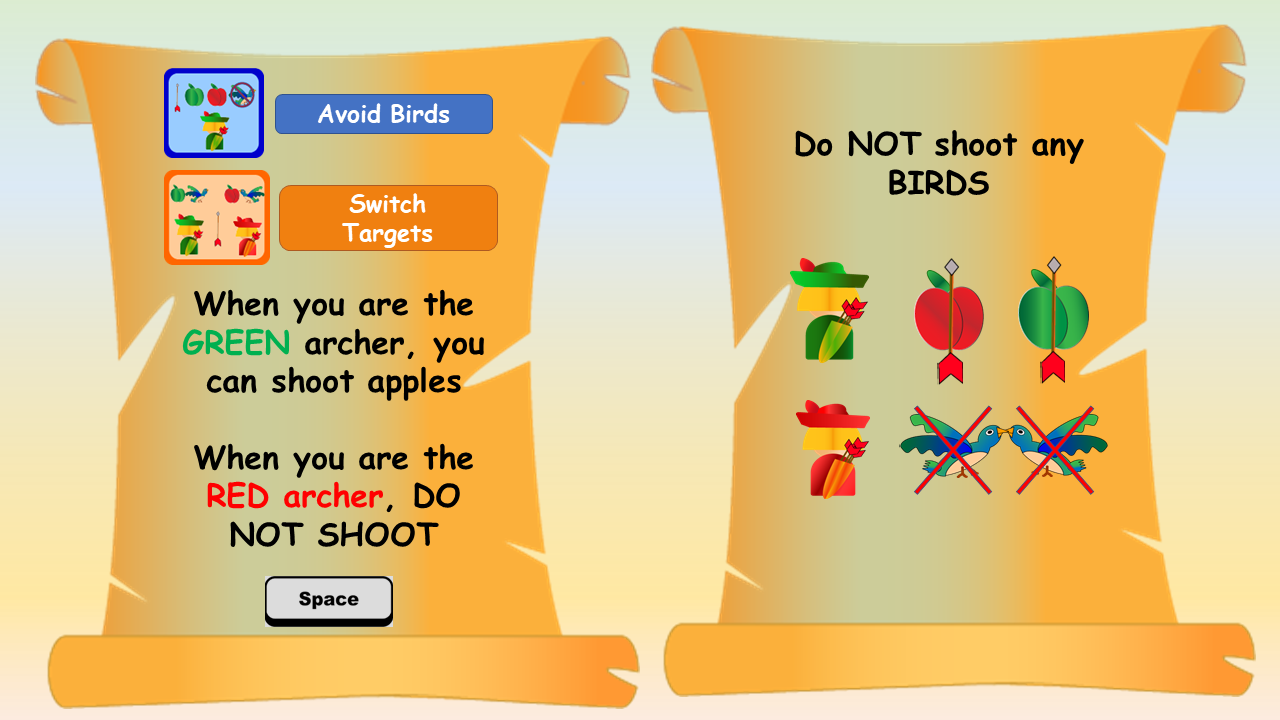 Avoid Birds
Switch
Targets
When you are the
GREEN archer, you
can shoot apples
When you are the
RED archer, DO
NOT SHOOT
Space
Do NOT shoot any
BIRDS